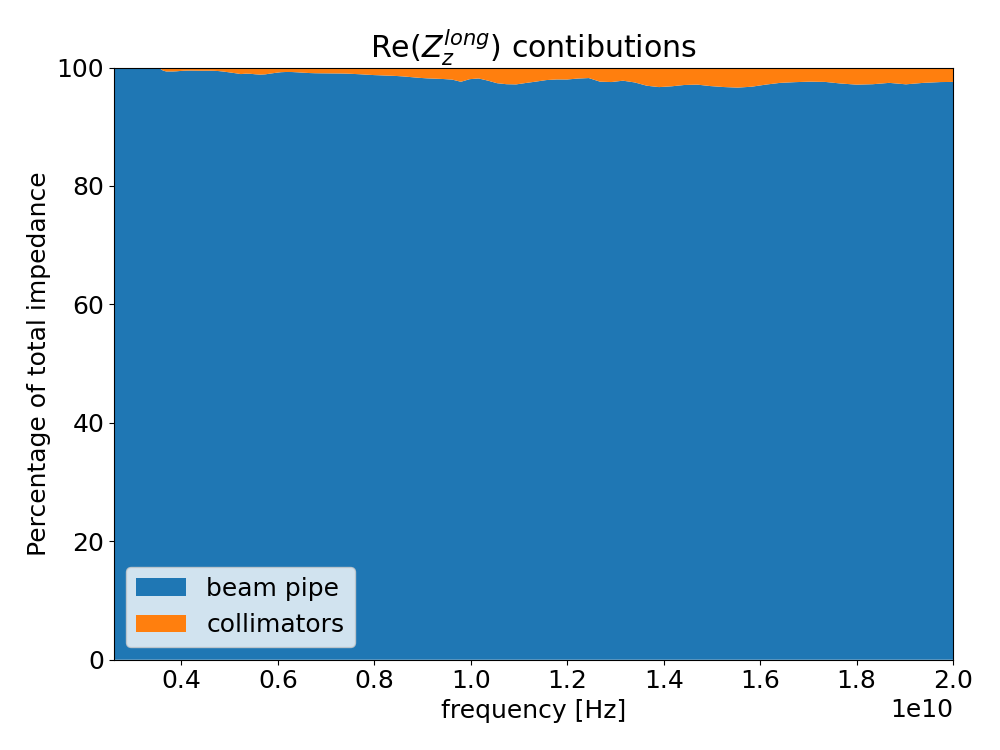 Re(Z_z^{long}) contibutions
100
80
60
40
20
0
Percentage of total impedance
beam pipe
collimators
0.4 0.6 0.8 1.0 1.2 1.4 1.6 1.8 2.0
frequency [Hz]
1e10